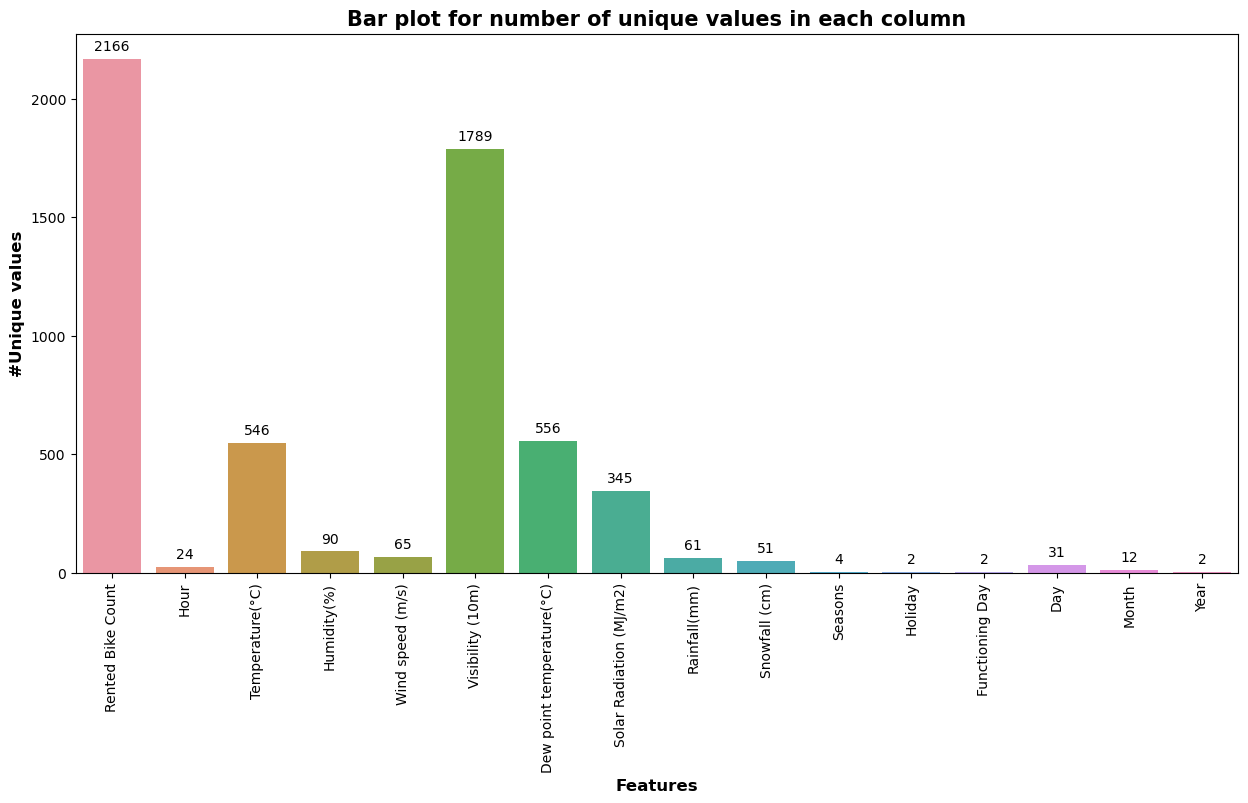 Bar plot for number of unique values in each column
#Unique values
2000
1500
1000
500
0
2166
24
546
90
65
1789
556
345
61
51
4
2
2
31
12
2
Rented Bike Count
Hour
Temperature(°C)
Humidity(%)
Wind speed (m/s)
Visibility (10m)
Dew point temperature(°C)
Solar Radiation (MJ/m2)
Rainfall(mm)
Snowfall (cm)
Seasons
Holiday
Functioning Day
Day
Month
Year
Features